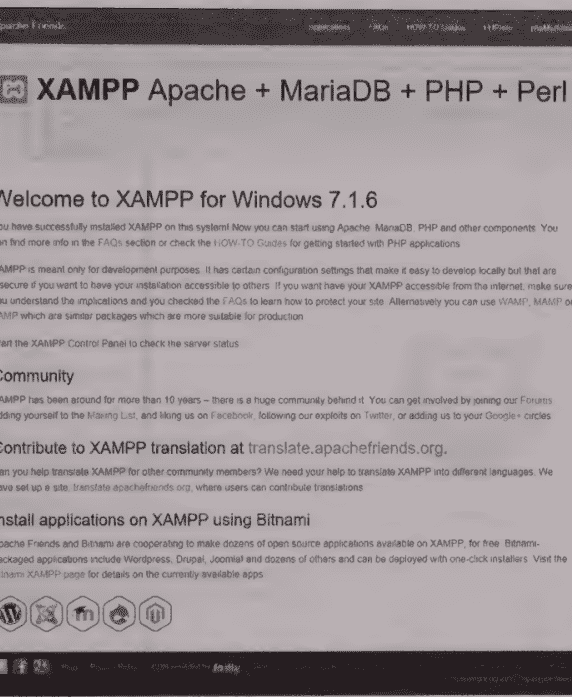 Apache Friends
Applications FAQs HOW-TO Guides PHPInfo phpMyAdmin
XAMPP Apache + MariaDB + PHP + Perl
Welcome to XAMPP for Windows 7.1.6
ou have successfully installed XAMPP on this system! Now you can start using Apache, MariaDB, PHP and other components. You
an find more info in the FAQs section or check the HOW-TO Guides for getting started with PHP applications.
AMPP is meant only for development purposes. It has certain configuration settings that make it easy to develop locally but that are
secure if you want to have your installation accessible to others. If you want have your XAMPP accessible from the internet, make sure
ou understand the implications and you checked the FAQs to learn how to protect your site. Alternatively you can use WAMP, MAMP or
AMP which are similar packages which are more suitable for production.
tart the XAMPP Control Panel to check the server status.
Community
AMPP has been around for more than 10 years – there is a huge community behind it. You can get involved by joining our Forums,
dding yourself to the Mailing List, and liking us on Facebook, following our exploits on Twitter, or adding us to your Google+ circles.
Contribute to XAMPP translation at translate.apachefriends.org.
an you help translate XAMPP for other community members? We need your help to translate XAMPP into different languages. We
ave set up a site, translate.apachefriends.org, where users can contribute translations.
nstall applications on XAMPP using Bitnami
pache Friends and Bitnami are cooperating to make dozens of open source applications available on XAMPP, for free. Bitnami-
ackaged applications include Wordpress, Drupal, Joomla! and dozens of others and can be deployed with one-click installers. Visit the
itnami XAMPP page for details on the currently available apps.
Blog Privacy Policy CDN provided by fastly